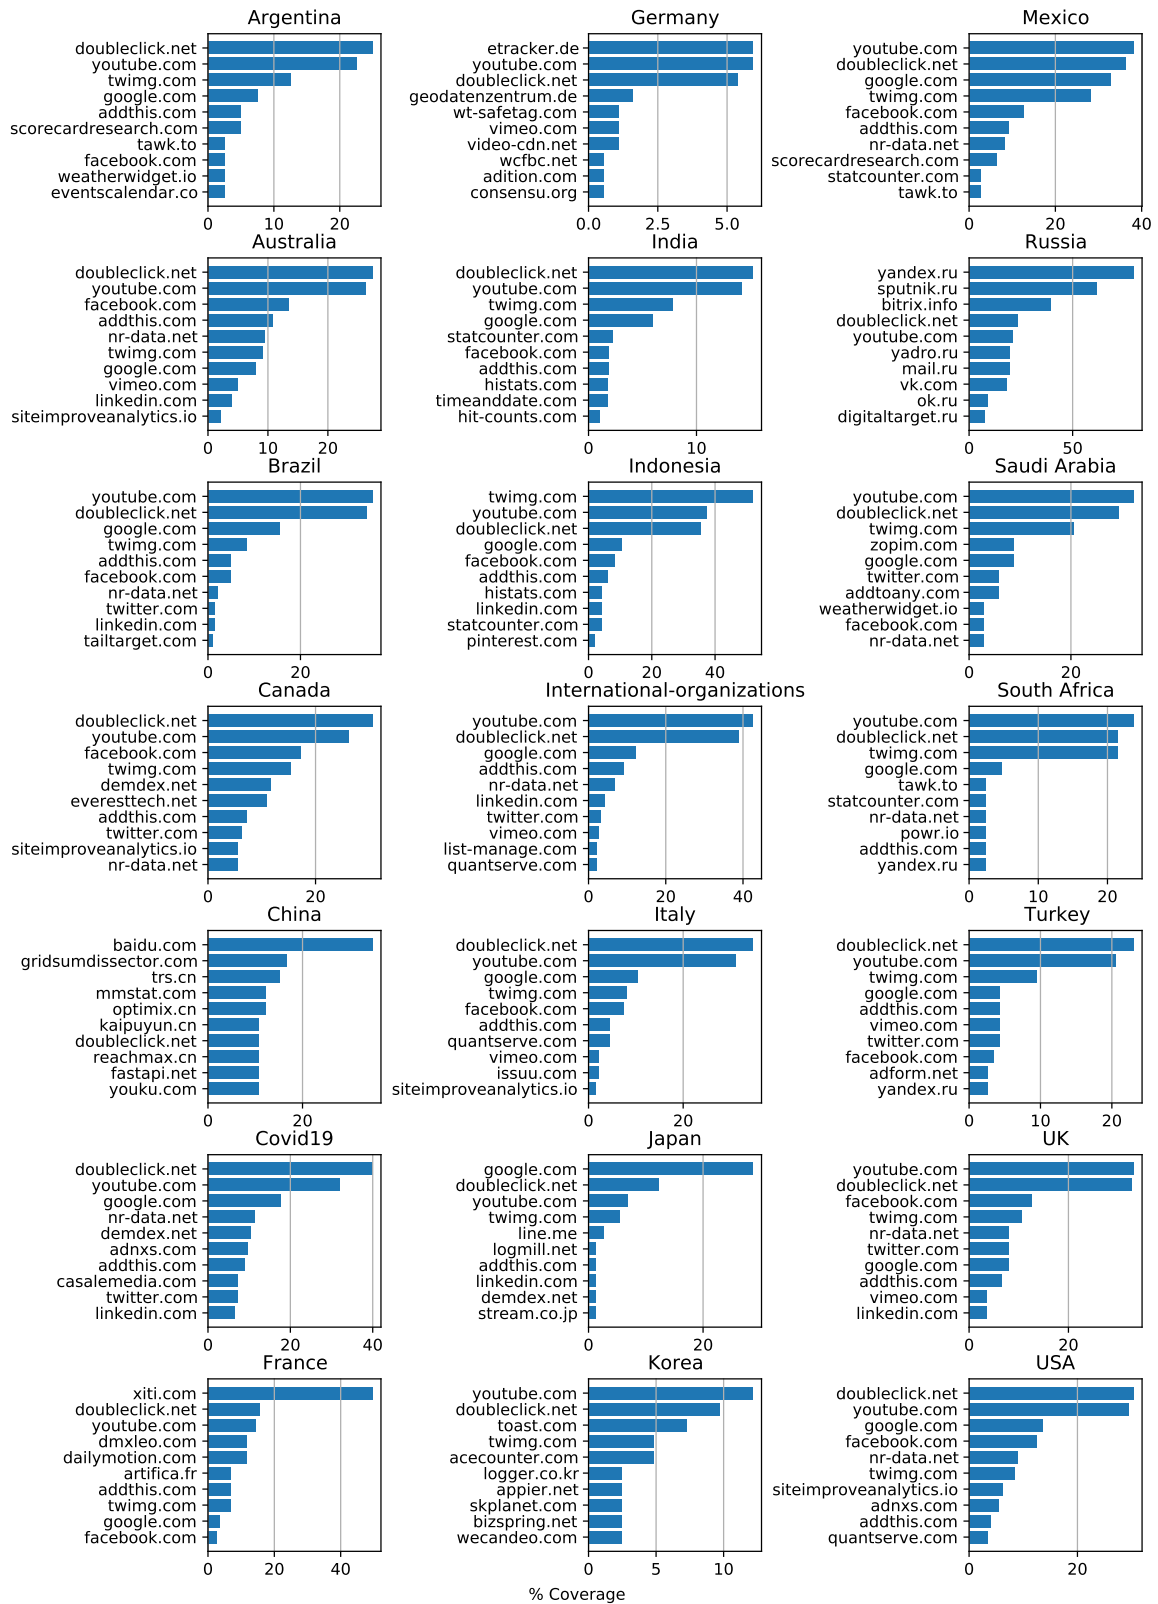 Argentina
doubleclick.net
youtube.com
twimg.com
google.com
addthis.com
scorecardresearch.com
tawk.to
facebook.com
weatherwidget.io
eventscalendar.co
0 10 20
Germany
etracker.de
youtube.com
doubleclick.net
geodatenzentrum.de
wt-safetag.com
vimeo.com
video-cdn.net
wcfbc.net
adition.com
consensu.org
0.0 2.5 5.0
Mexico
youtube.com
doubleclick.net
google.com
twimg.com
facebook.com
addthis.com
nr-data.net
scorecardresearch.com
statcounter.com
tawk.to
0 20 40
Australia
doubleclick.net
youtube.com
facebook.com
addthis.com
nr-data.net
twimg.com
google.com
vimeo.com
linkedin.com
siteimproveanalytics.io
0 10 20
India
doubleclick.net
youtube.com
twimg.com
google.com
statcounter.com
facebook.com
addthis.com
histats.com
timeanddate.com
hit-counts.com
0 10
Russia
yandex.ru
sputnik.ru
bitrix.info
doubleclick.net
youtube.com
yadro.ru
mail.ru
vk.com
ok.ru
digitaltarget.ru
0 50
Brazil
youtube.com
doubleclick.net
google.com
twimg.com
addthis.com
facebook.com
nr-data.net
twitter.com
linkedin.com
tailtarget.com
0 20
Indonesia
twimg.com
youtube.com
doubleclick.net
google.com
facebook.com
addthis.com
histats.com
linkedin.com
statcounter.com
pinterest.com
0 20 40
Saudi Arabia
youtube.com
doubleclick.net
twimg.com
zopim.com
google.com
twitter.com
addtoany.com
weatherwidget.io
facebook.com
nr-data.net
0 20
Canada
doubleclick.net
youtube.com
facebook.com
twimg.com
demdex.net
everesttech.net
addthis.com
twitter.com
siteimproveanalytics.io
nr-data.net
0 20
International-organizations
youtube.com
doubleclick.net
google.com
addthis.com
nr-data.net
linkedin.com
twitter.com
vimeo.com
list-manage.com
quantserve.com
0 20 40
South Africa
youtube.com
doubleclick.net
twimg.com
google.com
tawk.to
statcounter.com
nr-data.net
powr.io
addthis.com
yandex.ru
0 10 20
China
baidu.com
gridsumdissector.com
trs.cn
mmstat.com
optimix.cn
kaipuyun.cn
doubleclick.net
reachmax.cn
fastapi.net
youku.com
0 20
Italy
doubleclick.net
youtube.com
google.com
twimg.com
facebook.com
addthis.com
quantserve.com
vimeo.com
issuu.com
siteimproveanalytics.io
0 20
Turkey
doubleclick.net
youtube.com
twimg.com
google.com
addthis.com
vimeo.com
twitter.com
facebook.com
adform.net
yandex.ru
0 10 20
Covid19
doubleclick.net
youtube.com
google.com
nr-data.net
demdex.net
adnxs.com
addthis.com
casalemedia.com
twitter.com
linkedin.com
0 20 40
Japan
google.com
doubleclick.net
youtube.com
twimg.com
line.me
logmill.net
addthis.com
linkedin.com
demdex.net
stream.co.jp
0 20
UK
youtube.com
doubleclick.net
facebook.com
twimg.com
nr-data.net
twitter.com
google.com
addthis.com
vimeo.com
linkedin.com
0 20
France
xiti.com
doubleclick.net
youtube.com
dmxleo.com
dailymotion.com
artifica.fr
addthis.com
twimg.com
google.com
facebook.com
0 20 40
Korea
youtube.com
doubleclick.net
toast.com
twimg.com
acecounter.com
logger.co.kr
appier.net
skplanet.com
bizspring.net
wecandeo.com
0 5 10
USA
doubleclick.net
youtube.com
google.com
facebook.com
nr-data.net
twimg.com
siteimproveanalytics.io
adnxs.com
addthis.com
quantserve.com
0 20
% Coverage